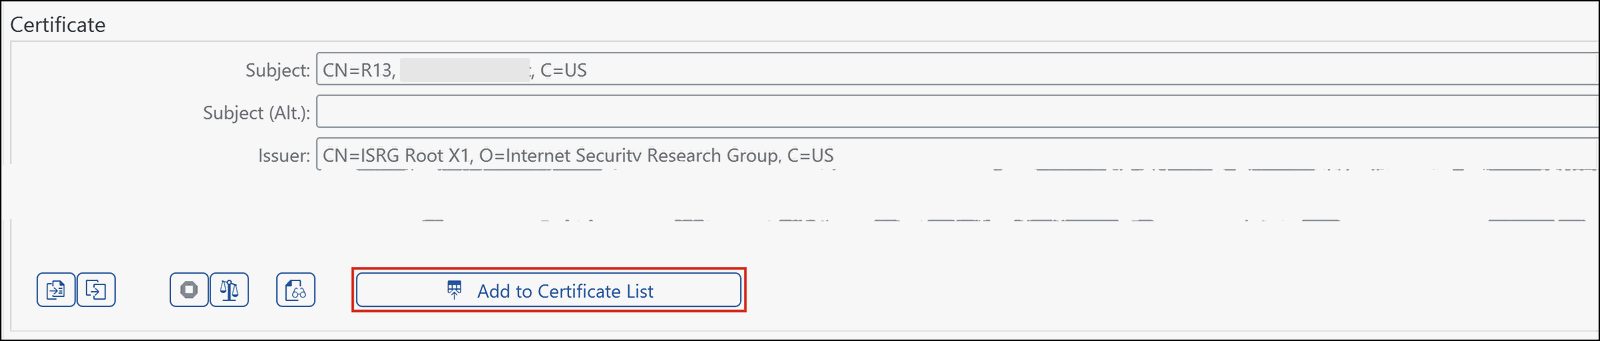 Certificate
Subject: CN=R13, , C=US
Subject (Alt.):
Issuer: CN=ISRG Root X1, O=Internet Security Research Group, C=US
Add to Certificate List